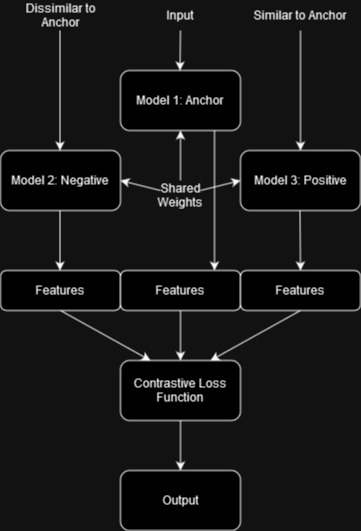 Dissimilar to
Anchor
Input
Similar to Anchor
Model 1: Anchor
Model 2: Negative
Shared
Weights
Model 3: Positive
Features
Features
Features
Contrastive Loss
Function
Output